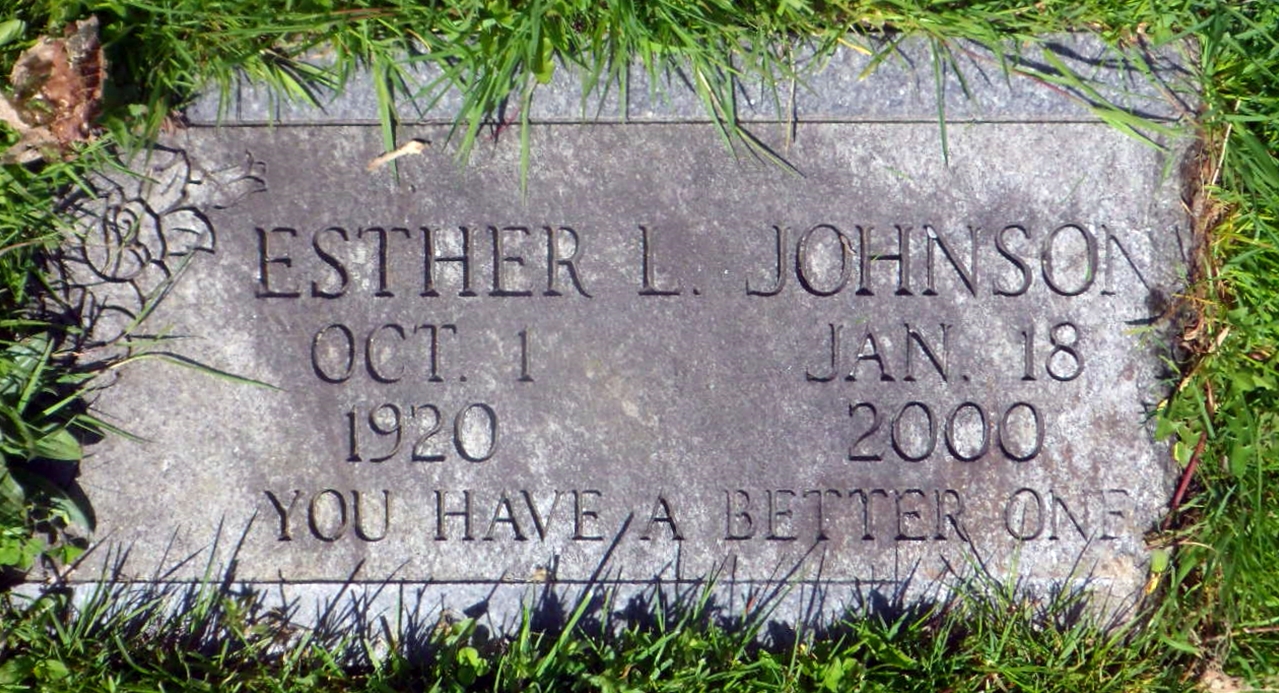 ESTHER L. JOHNSON
OCT. 1 JAN. 18
1920 2000
YOU HAVE A BETTER ONE